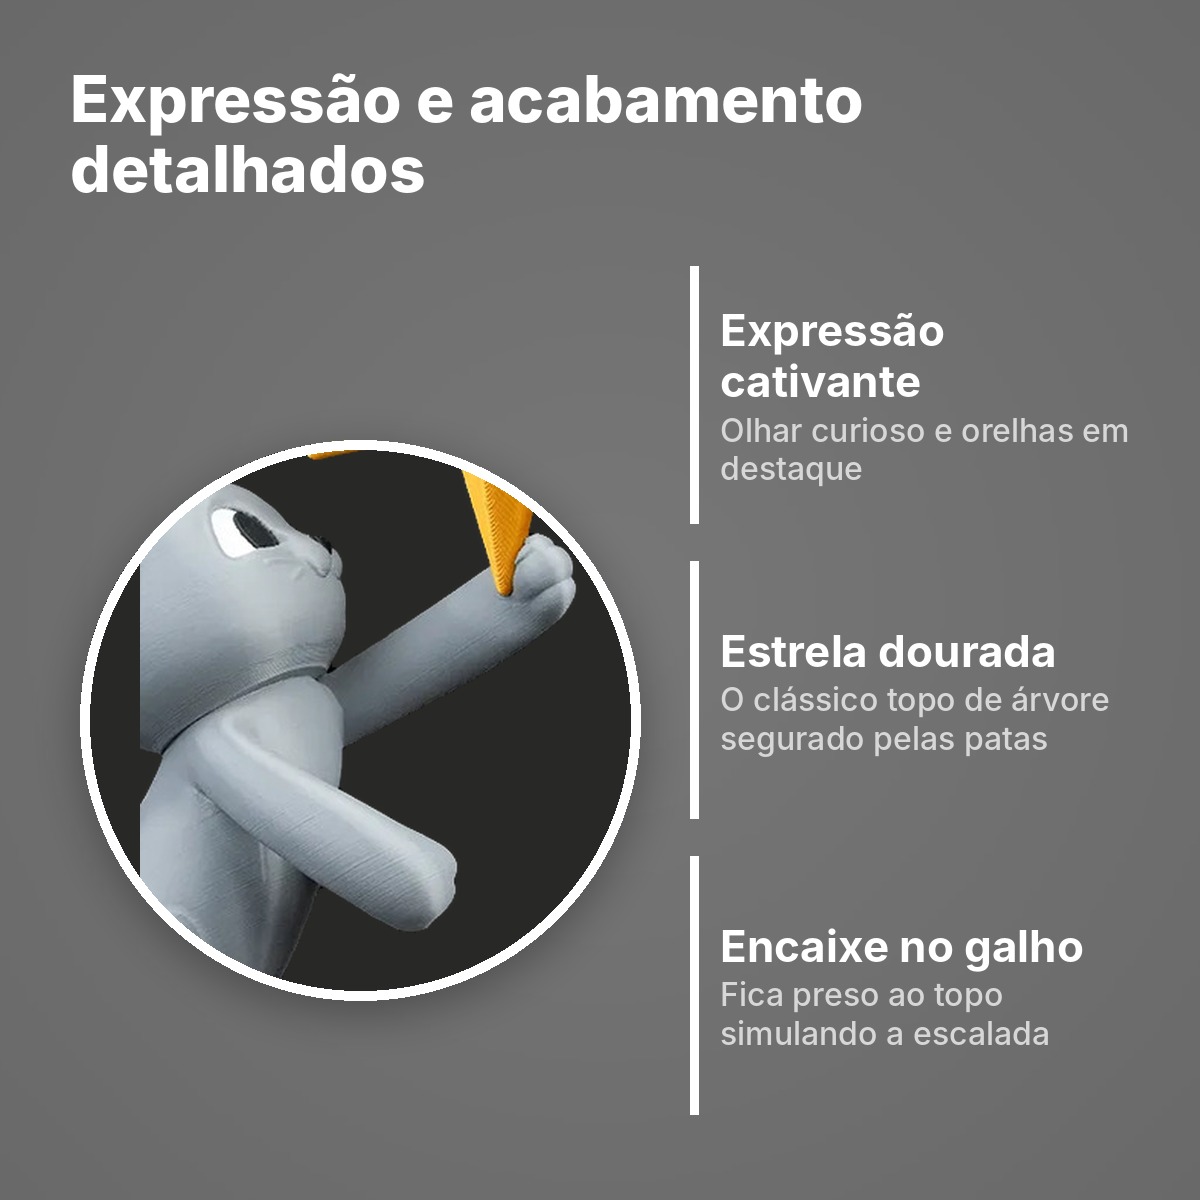 Expressão e acabamento
detalhados
Expressão
cativante
Olhar curioso e orelhas em
destaque
Estrela dourada
O clássico topo de árvore
segurado pelas patas
Encaixe no galho
Fica preso ao topo
simulando a escalada